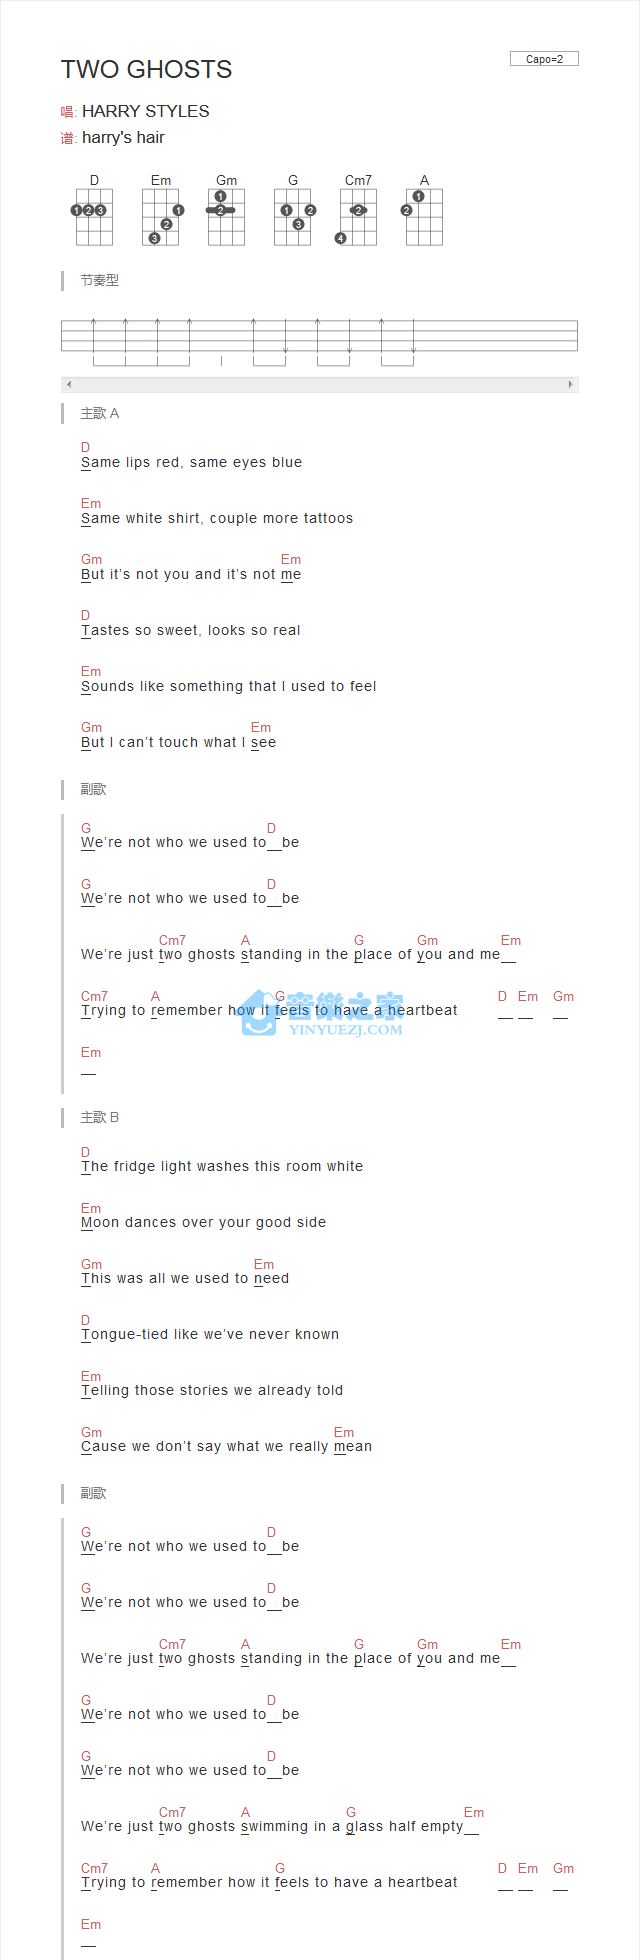 Capo=2
TWO GHOSTS
唱: HARRY STYLES
谱: harry's hair
D Em Gm G Cm7 A
1 2 3 1 2 3 1 2 1 2 3 2 4 1 2
节奏型
主歌 A
D
Same lips red, same eyes blue
Em
Same white shirt, couple more tattoos
Gm Em
But it’s not you and it’s not me
D
Tastes so sweet, looks so real
Em
Sounds like something that I used to feel
Gm Em
But I can’t touch what I see
副歌
G D
We’re not who we used to__be
G D
We’re not who we used to__be
Cm7 A G Gm Em
We’re just two ghosts standing in the place of you and me__
Cm7 A G D Em Gm
Trying to remember how it feels to have a heartbeat __ __ __
音樂之家
YINYUEZJ.COM
Em
__
主歌 B
D
The fridge light washes this room white
Em
Moon dances over your good side
Gm Em
This was all we used to need
D
Tongue-tied like we’ve never known
Em
Telling those stories we already told
Gm Em
Cause we don’t say what we really mean
副歌
G D
We’re not who we used to__be
G D
We’re not who we used to__be
Cm7 A G Gm Em
We’re just two ghosts standing in the place of you and me__
G D
We’re not who we used to__be
G D
We’re not who we used to__be
Cm7 A G Em
We’re just two ghosts swimming in a glass half empty__
Cm7 A G D Em Gm
Trying to remember how it feels to have a heartbeat __ __ __
Em
__